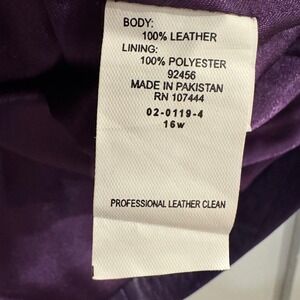 BODY:
100% LEATHER
LINING:
100% POLYESTER
92456
MADE IN PAKISTAN
RN 107444
02-0119-4
16w
PROFESSIONAL LEATHER CLEAN